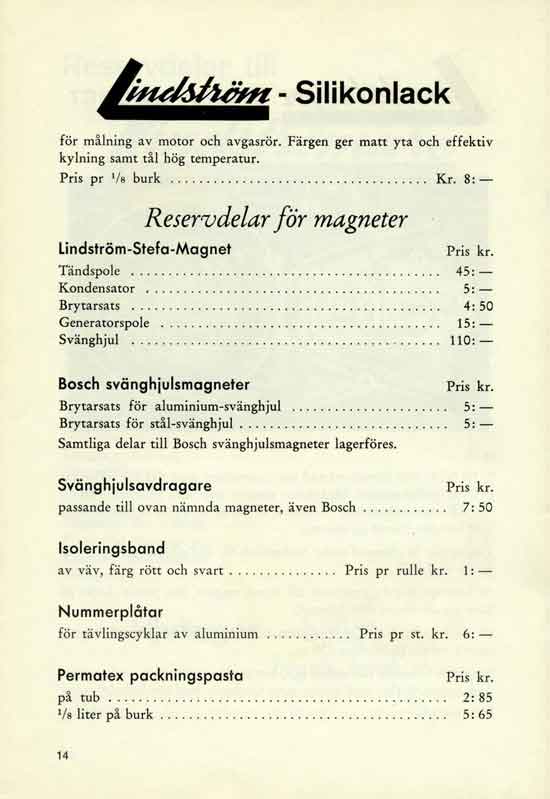 Lindström - Silikonlack
för målning av motor och avgasrör. Färgen ger matt yta och effektiv
kylning samt tål hög temperatur.
Pris pr 1/8 burk ........................................ Kr. 8: —
Reservdelar för magneter
Lindström-Stefa-Magnet Pris kr.
Tändspole ........................................ 45: —
Kondensator ........................................ 5: —
Brytarsats ........................................ 4: 50
Generatorspole ........................................ 15: —
Svänghjul ........................................ 110: —
Bosch svänghjulsmagneter Pris kr.
Brytarsats för aluminium-svänghjul ..................... 5: —
Brytarsats för stål-svänghjul ........................... 5: —
Samtliga delar till Bosch svänghjulsmagneter lagerföres.
Svänghjulsavdragare Pris kr.
passande till ovan nämnda magneter, även Bosch ............ 7: 50
Isoleringsband
av väv, färg rött och svart ............... Pris pr rulle kr. 1: —
Nummerplåtar
för tävlingscyklar av aluminium ............ Pris pr st. kr. 6: —
Permatex packningspasta Pris kr.
på tub ........................................ 2: 85
1/8 liter på burk ........................................ 5: 65
14